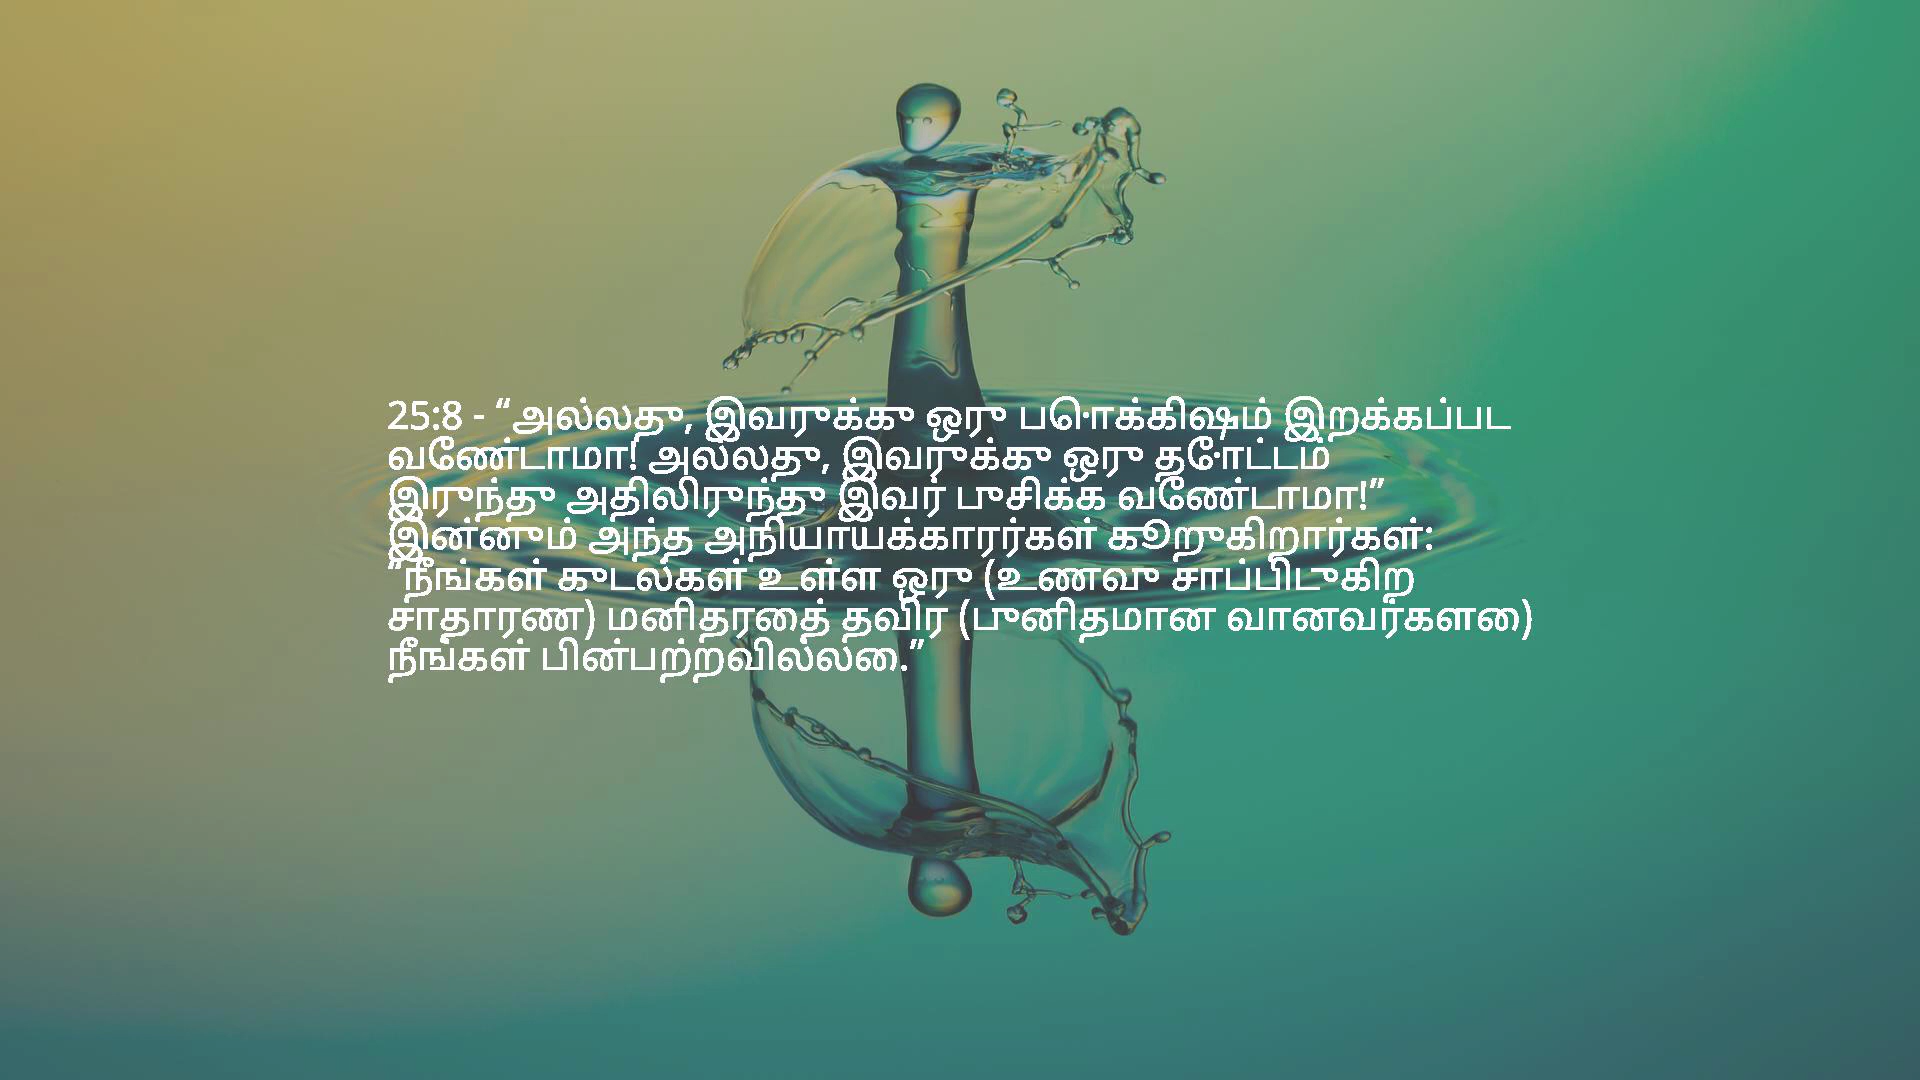 25:8 - “அல்லது, இவருக்கு ஒரு பொக்கிஷம் இறக்கப்பட
வேண்டாமா! அல்லது, இவருக்கு ஒரு தோட்டம்
இருந்து அதிலிருந்து இவர் புசிக்க வேண்டாமா!”
இன்னும் அந்த அநியாயக்காரர்கள் கூறுகிறார்கள்:
“நீங்கள் குடல்கள் உள்ள ஒரு (உணவு சாப்பிடுகிற
சாதாரண) மனிதரைத் தவிர (புனிதமான வானவர்களை)
நீங்கள் பின்பற்றவில்லை.”